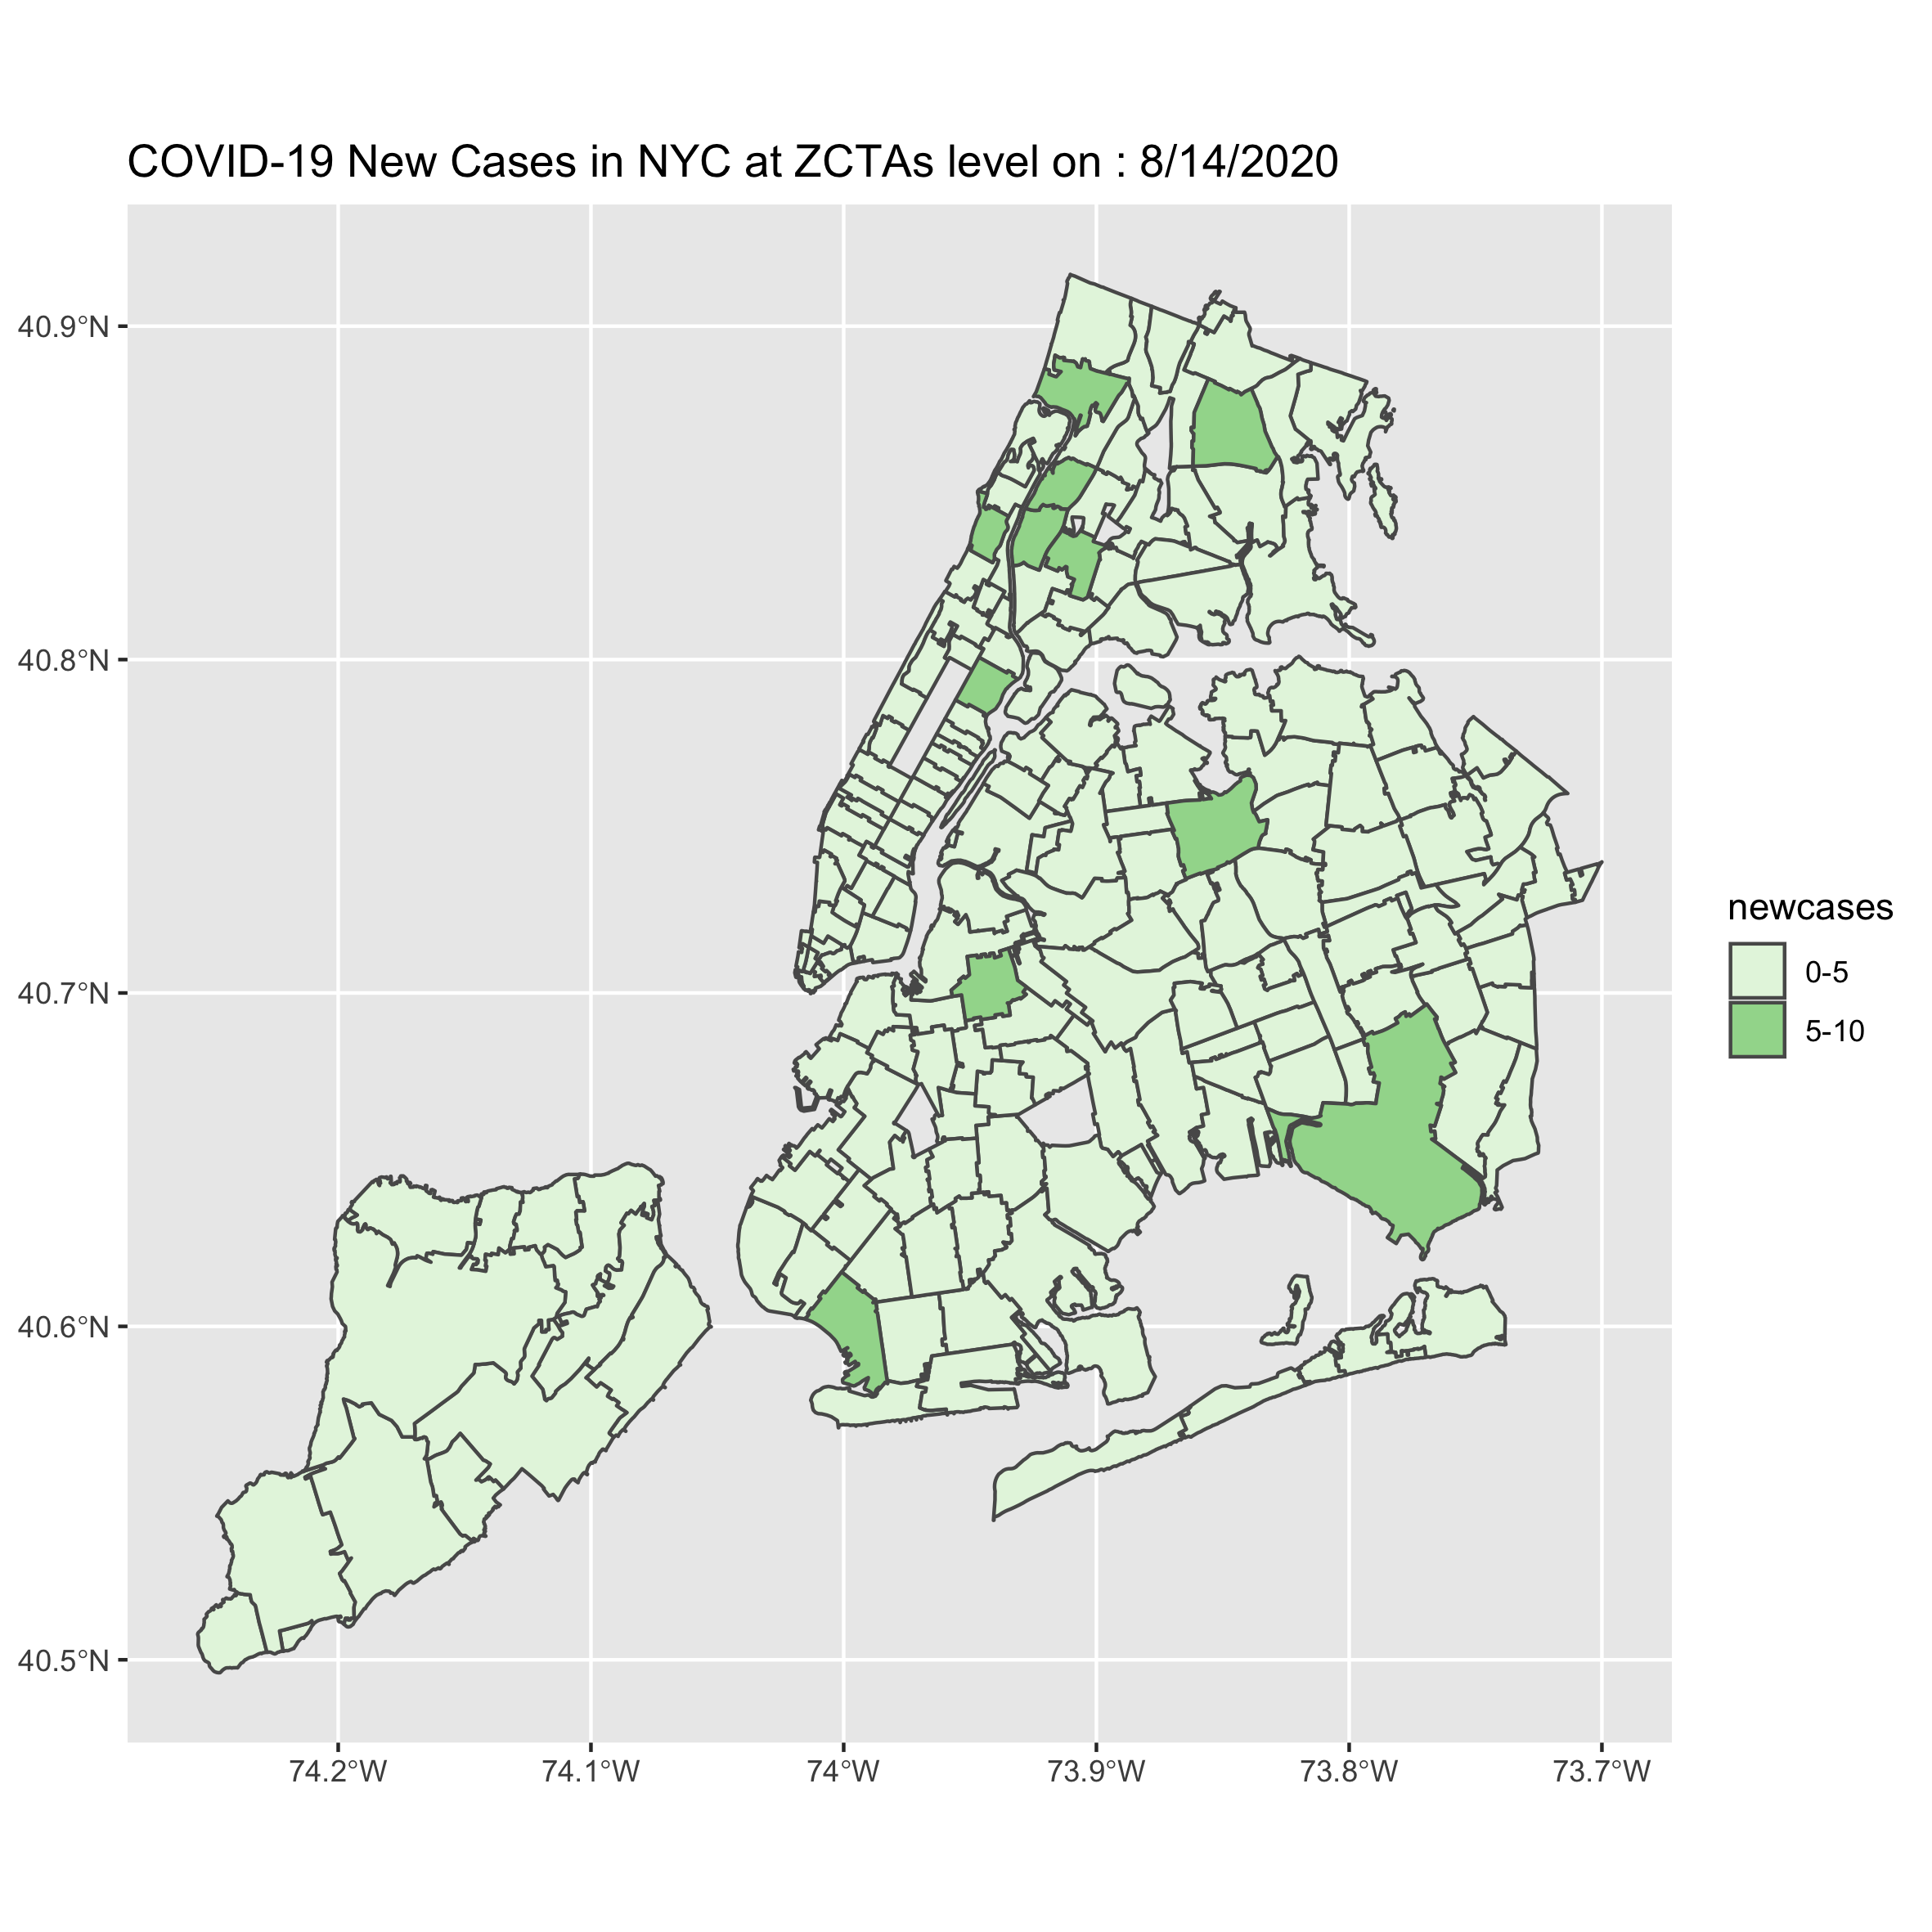 COVID-19 New Cases in NYC at ZCTAs level on : 8/14/2020
40.9°N
40.8°N
40.7°N
40.6°N
40.5°N
74.2°W
74.1°W
74°W
73.9°W
73.8°W
73.7°W
newcases
0-5
5-10